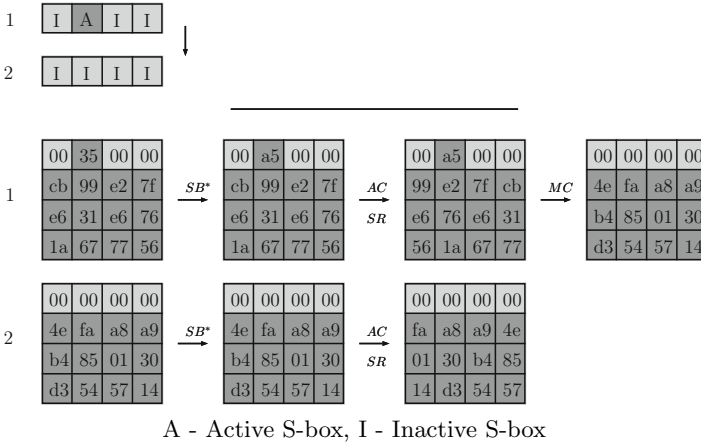 1 I A I I
2 I I I I
00 35 00 00 00 a5 00 00 00 a5 00 00 00 00 00 00
1 cb 99 e2 7f SB* cb 99 e2 7f AC 99 e2 7f cb MC 4e fa a8 a9
e6 31 e6 76 e6 31 e6 76 SR e6 76 e6 31 b4 85 01 30
1a 67 77 56 1a 67 77 56 56 1a 67 77 d3 54 57 14
00 00 00 00 00 00 00 00 00 00 00 00
2 4e fa a8 a9 SB* 4e fa a8 a9 AC fa a8 a9 4e
b4 85 01 30 b4 85 01 30 SR 01 30 b4 85
d3 54 57 14 d3 54 57 14 14 d3 54 57
A - Active S-box, I - Inactive S-box